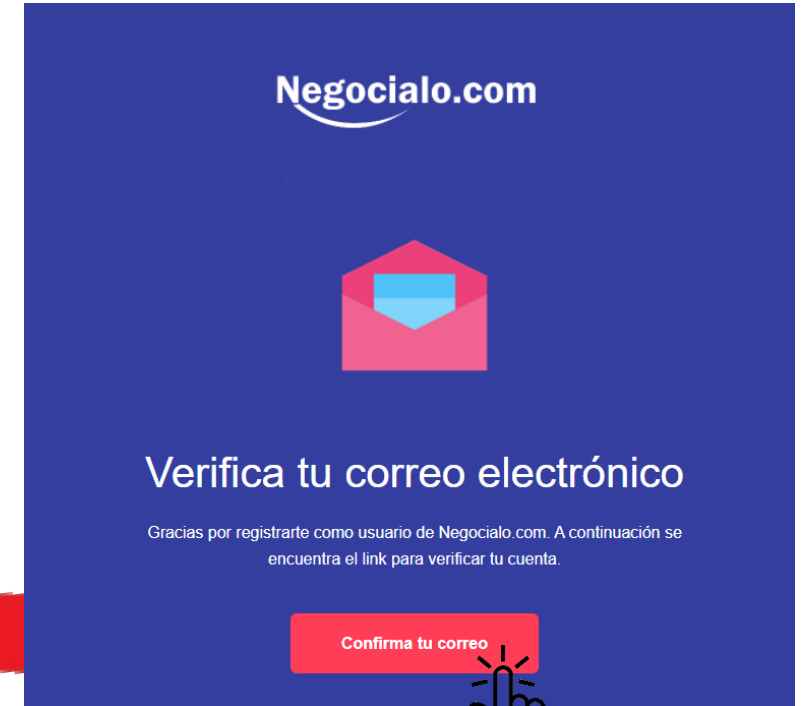 Negocialo.com
Verifica tu correo electrónico
Gracias por registrarte como usuario de Negocialo.com. A continuación se
encuentra el link para verificar tu cuenta.
Confirma tu correo